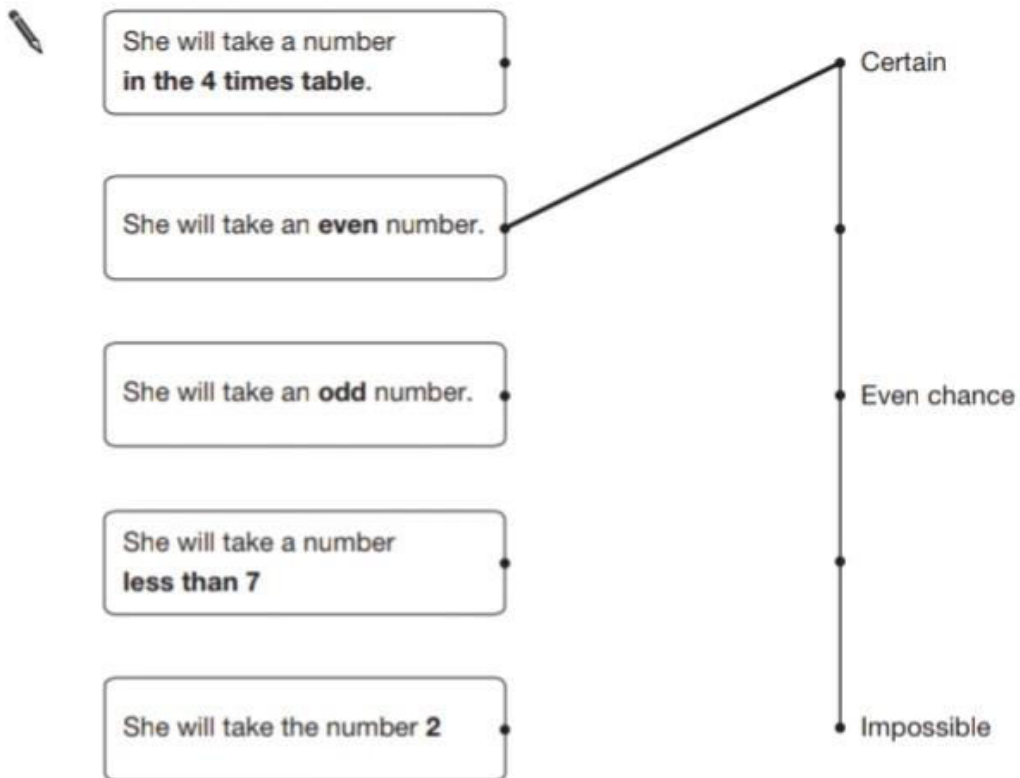 She will take a number
in the 4 times table.
Certain
She will take an even number.
She will take an odd number.
Even chance
She will take a number
less than 7
She will take the number 2
Impossible